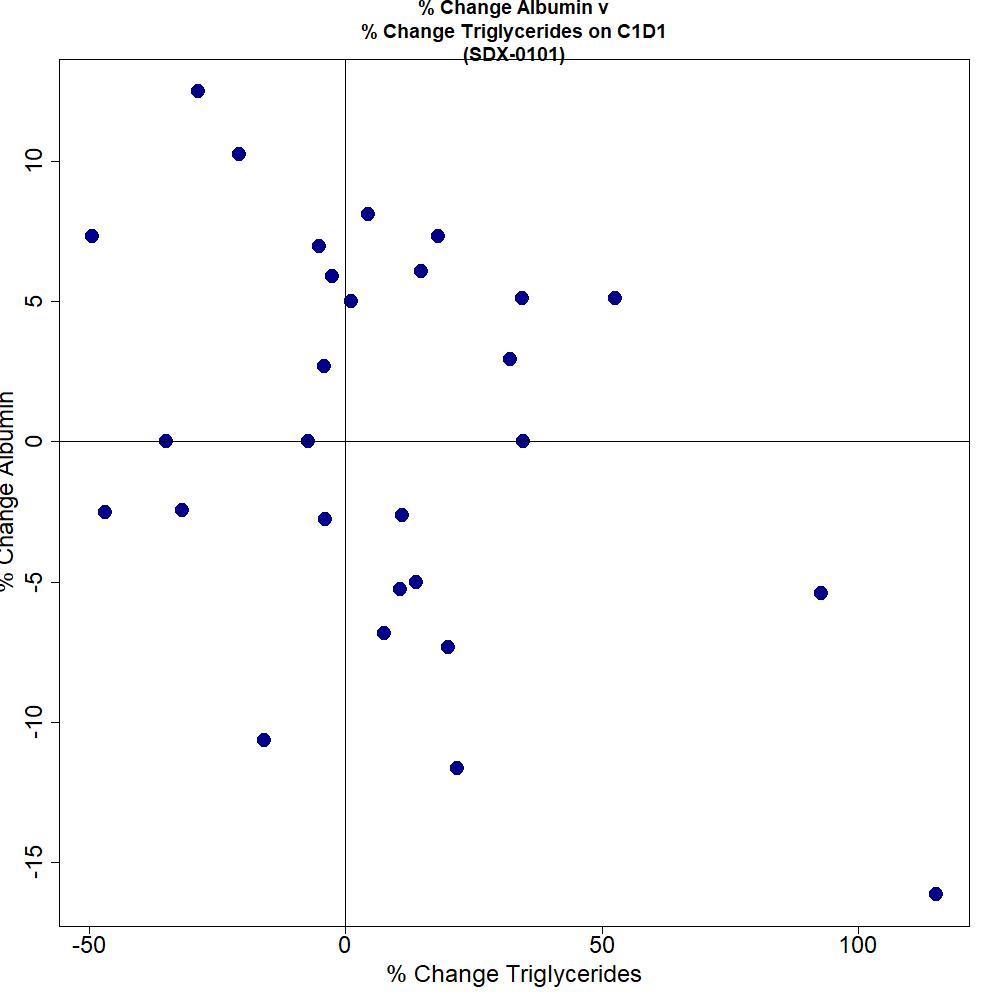 % Change Albumin v
% Change Triglycerides on C1D1
(SDX-0101)
10
5
0
-5
-10
-15
% Change Albumin
-50
0
50
100
% Change Triglycerides